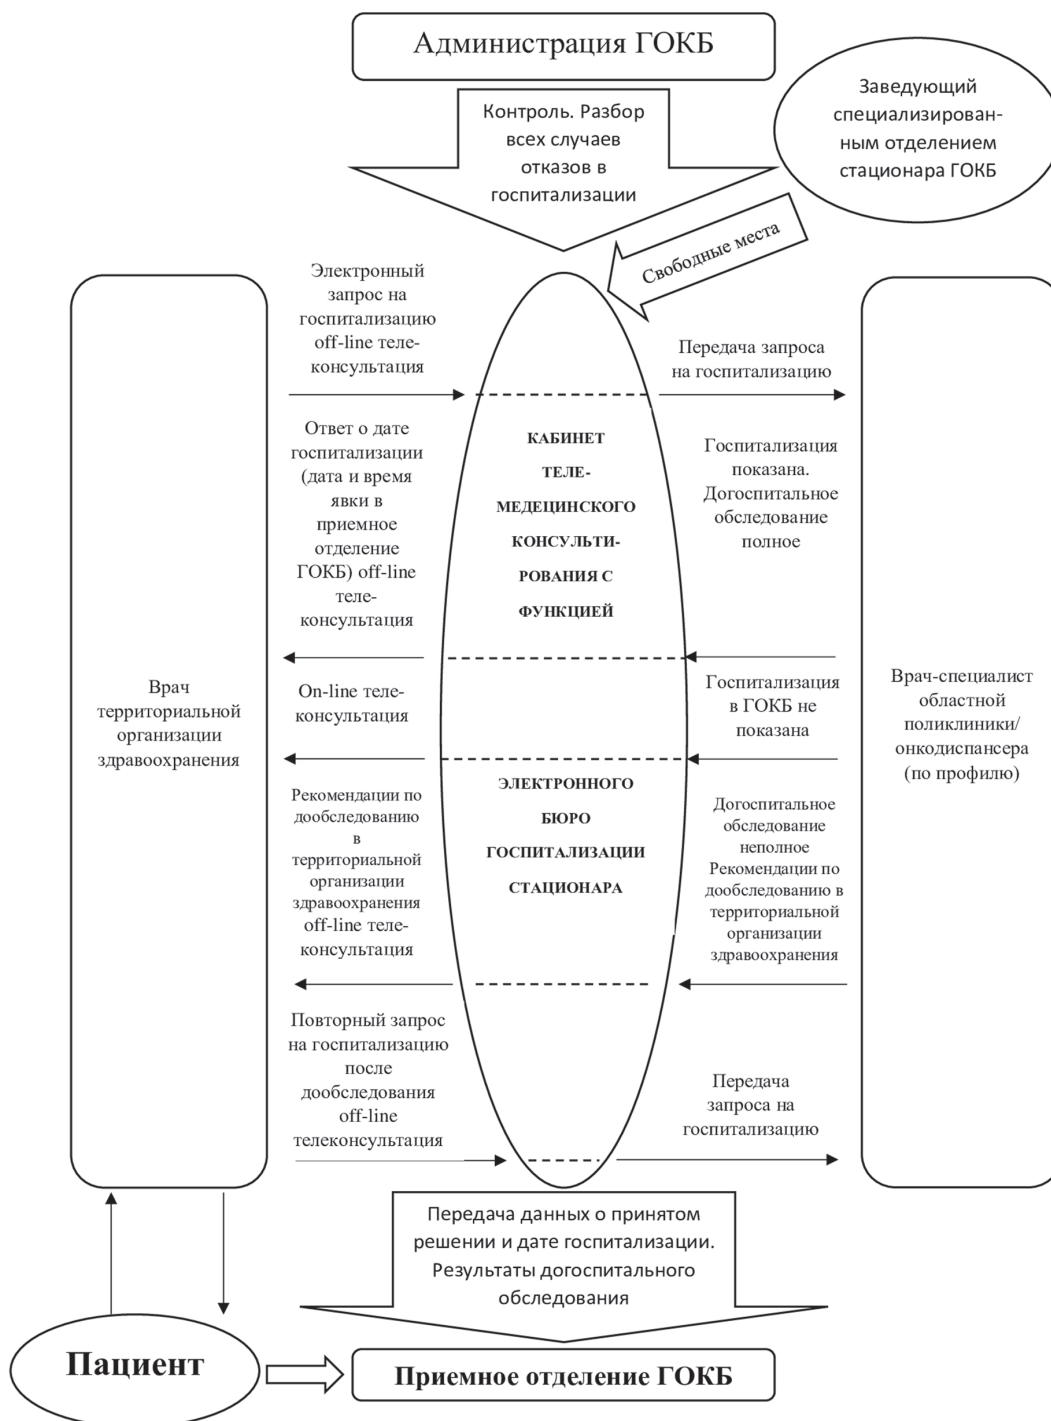 Администрация ГОКБ
Контроль. Разбор
всех случаев
отказов в
госпитализации
Заведующий
специализирован-
ным отделением
стационара ГОКБ
Свободные места
Электронный
запрос на
госпитализацию
off-line теле-
консультация
Передача запроса
на госпитализацию
Ответ о дате
госпитализации
(дата и время
явки в
приемное
отделение
ГОКБ) off-line
теле-
консультация
КАБИНЕТ
ТЕЛЕ-
МЕДЕЦИНСКОГО
КОНСУЛЬТИ-
РОВАНИЯ С
ФУНКЦИЕЙ
Госпитализация
показана.
Догоспитальное
обследование
полное
Врач
территориальной
организации
здравоохранения
On-line теле-
консультация
Госпитализация
в ГОКБ не
показана
Врач-специалист
областной
поликлиники/
онкодиспансера
(по профилю)
Рекомендации по
дообследованию
в
территориальной
организации
здравоохранения
off-line теле-
консультация
ЭЛЕКТРОННОГО
БЮРО
ГОСПИТАЛИЗАЦИИ
СТАЦИОНАРА
Догоспитальное
обследование
неполное
Рекомендации по
дообследованию в
территориальной
организации
здравоохранения
Повторный запрос
на госпитализацию
после
дообследования
off-line
телеконсультация
Передача
запроса на
госпитализацию
Передача данных о принятом
решении и дате госпитализации.
Результаты догоспитального
обследования
Пациент
Приемное отделение ГОКБ